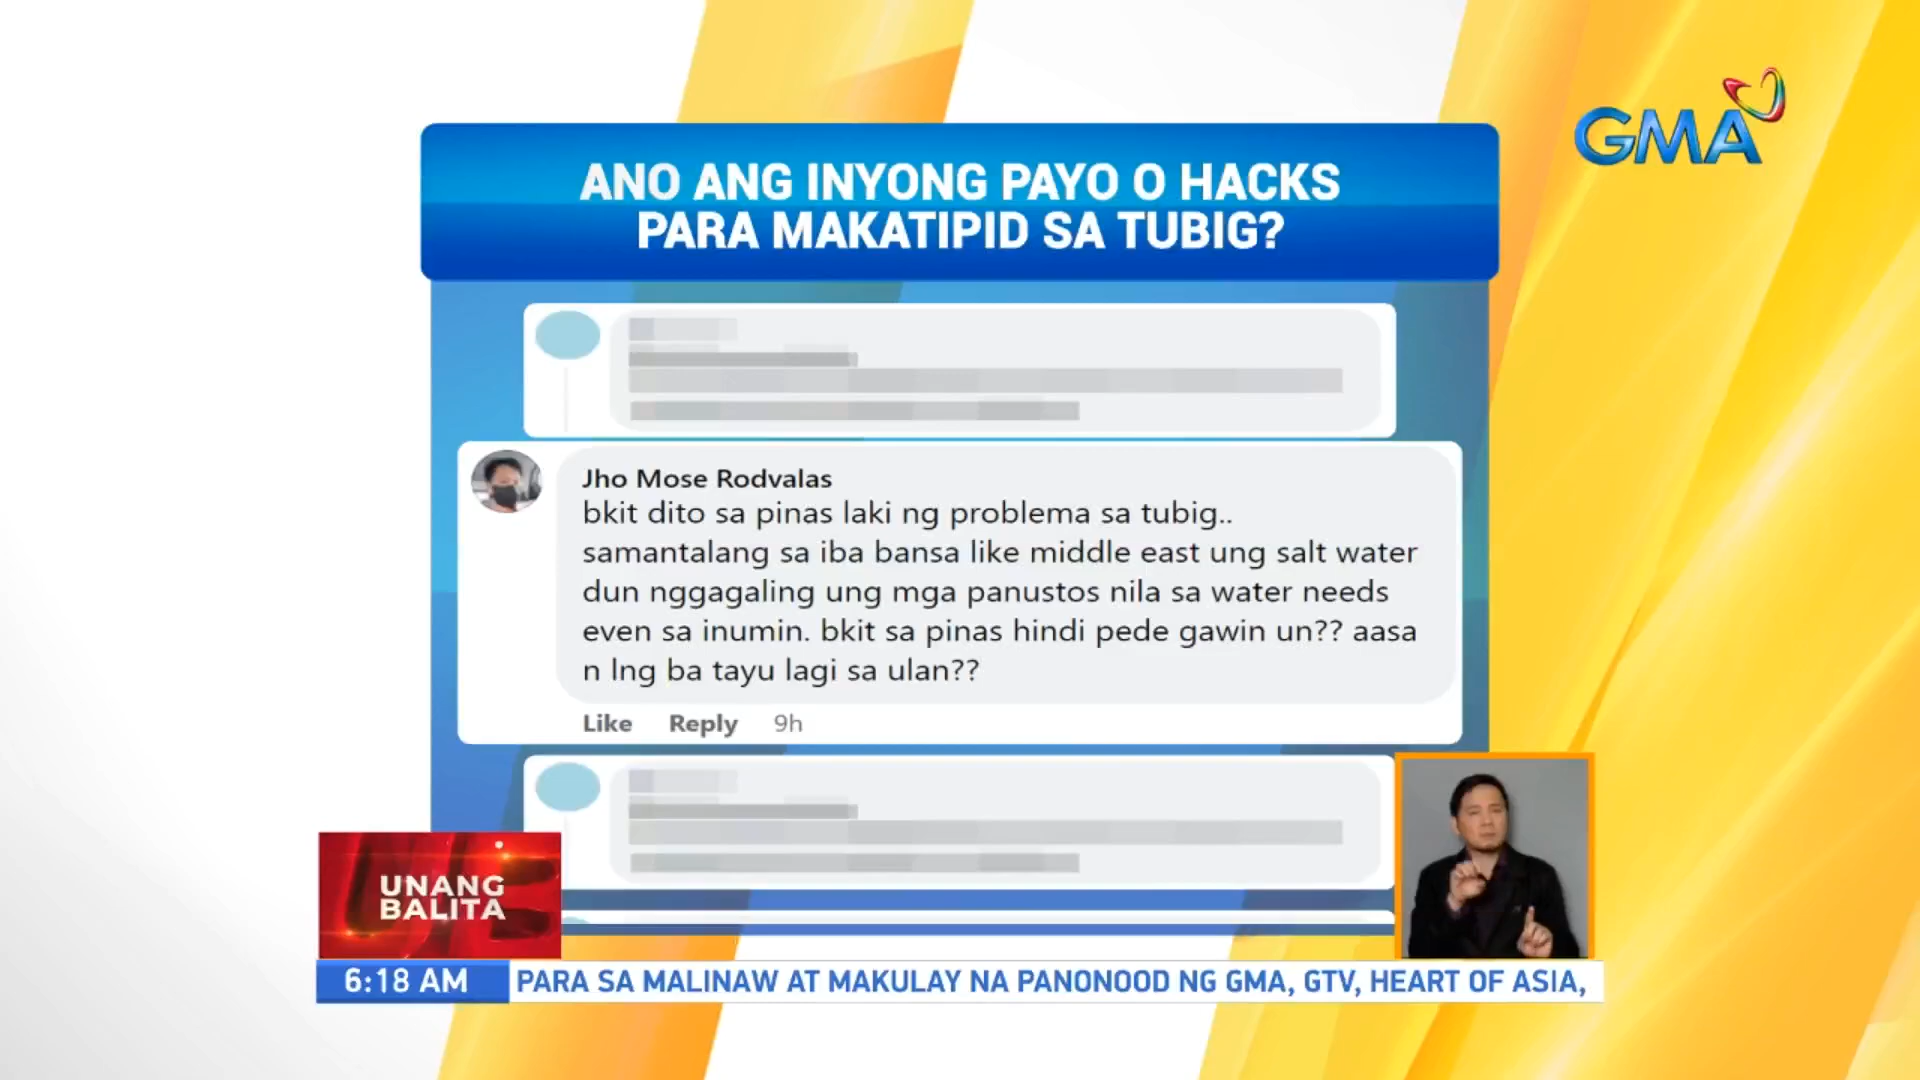 GMA
ANO ANG INYONG PAYO O HACKS
PARA MAKATIPID SA TUBIG?
Jho Mose Rodvalas
bkit dito sa pinas laki ng problema sa tubig..
samantalang sa iba bansa like middle east ung salt water
dun nggagaling ung mga panustos nila sa water needs
even sa inumin. bkit sa pinas hindi pede gawin un?? aasa
n lng ba tayu lagi sa ulan??
Like Reply 9h
UNANG
BALITA
6:18 AM PARA SA MALINAW AT MAKULAY NA PANONOOD NG GMA, GTV, HEART OF ASIA,